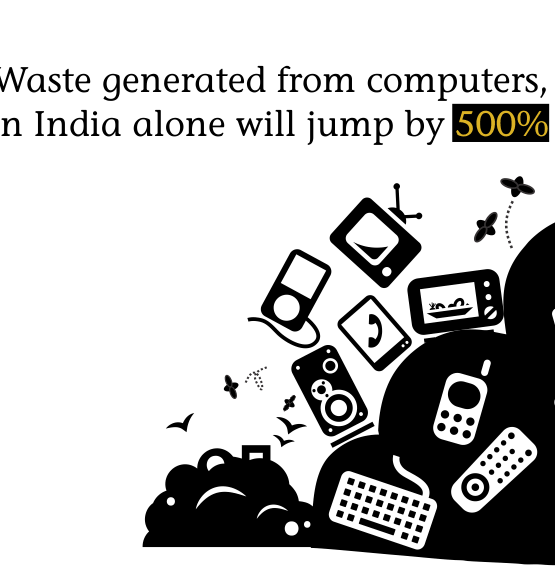 Waste generated from computers,
n India alone will jump by 500%